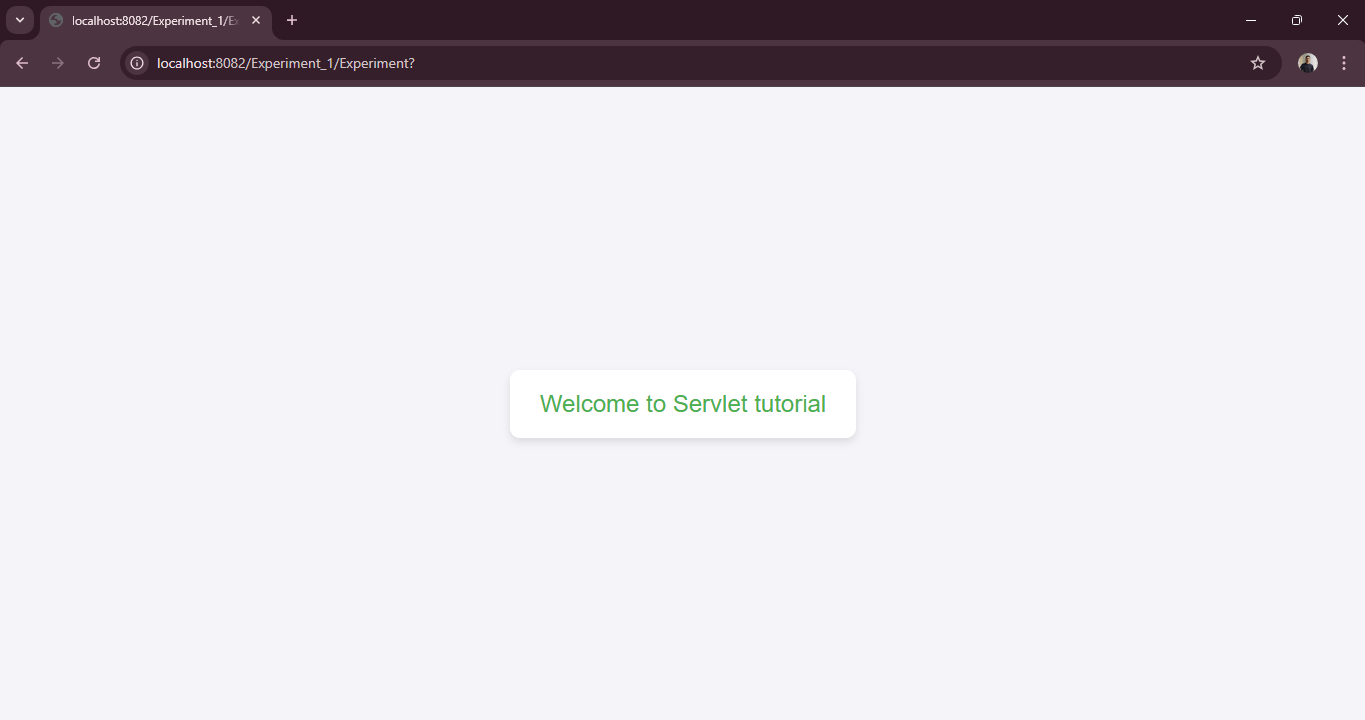 localhost:8082/Experiment_1/E
localhost:8082/Experiment_1/Experiment?
Welcome to Servlet tutorial